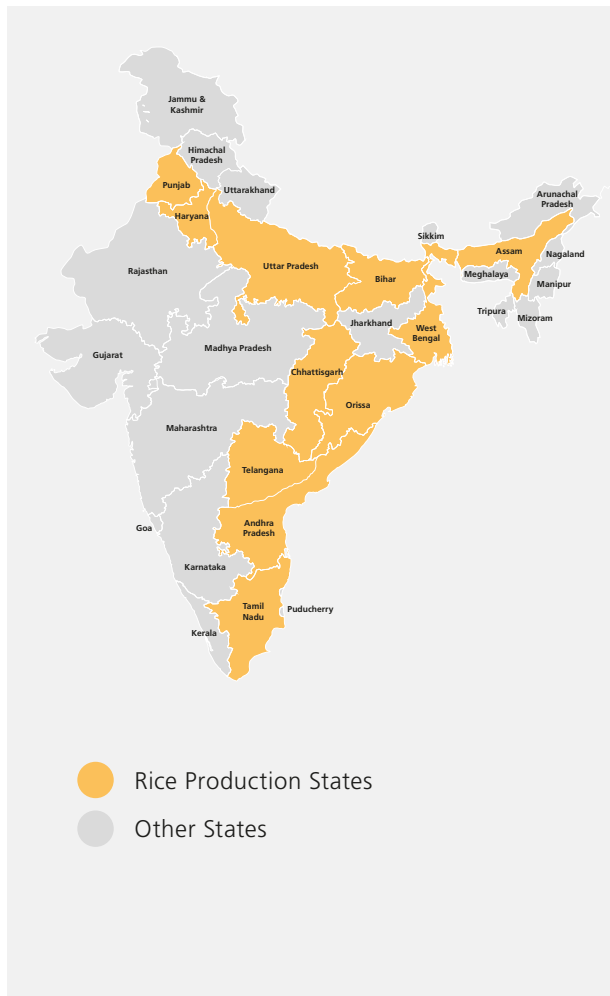 Jammu &
Kashmir
Himachal
Pradesh
Punjab
Uttarakhand
Haryana
Arunachal
Pradesh
Sikkim
Assam
Nagaland
Rajasthan
Uttar Pradesh
Bihar
Meghalaya
Manipur
Tripura
Mizoram
Jharkhand
West
Bengal
Gujarat
Madhya Pradesh
Chhattisgarh
Orissa
Maharashtra
Telangana
Goa
Andhra
Pradesh
Karnataka
Tamil
Nadu
Puducherry
Kerala
Rice Production States
Other States